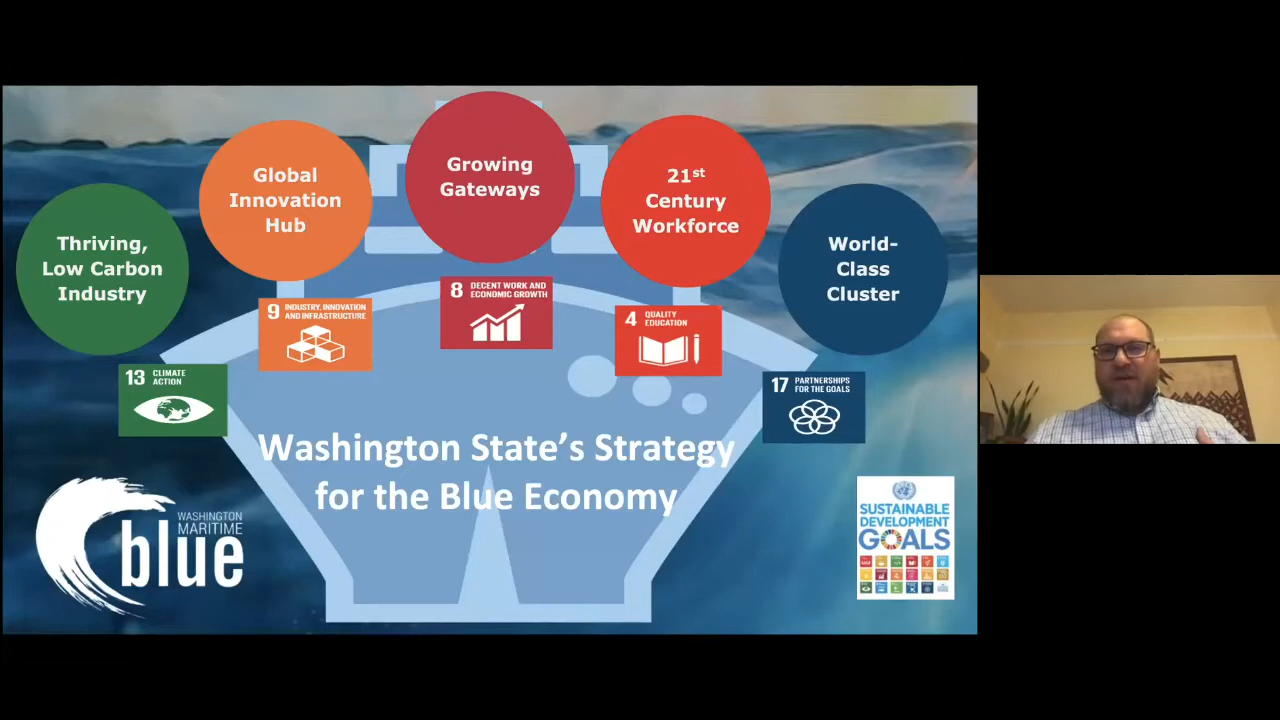 Thriving,
Low Carbon
Industry
Global
Innovation
Hub
Growing
Gateways
21st
Century
Workforce
World-
Class
Cluster
13 CLIMATE
ACTION
9 INDUSTRY, INNOVATION
AND INFRASTRUCTURE
8 DECENT WORK AND
ECONOMIC GROWTH
4 QUALITY
EDUCATION
17 PARTNERSHIPS
FOR THE GOALS
Washington State’s Strategy
for the Blue Economy
WASHINGTON
MARITIME
blue
SUSTAINABLE
DEVELOPMENT
GOALS